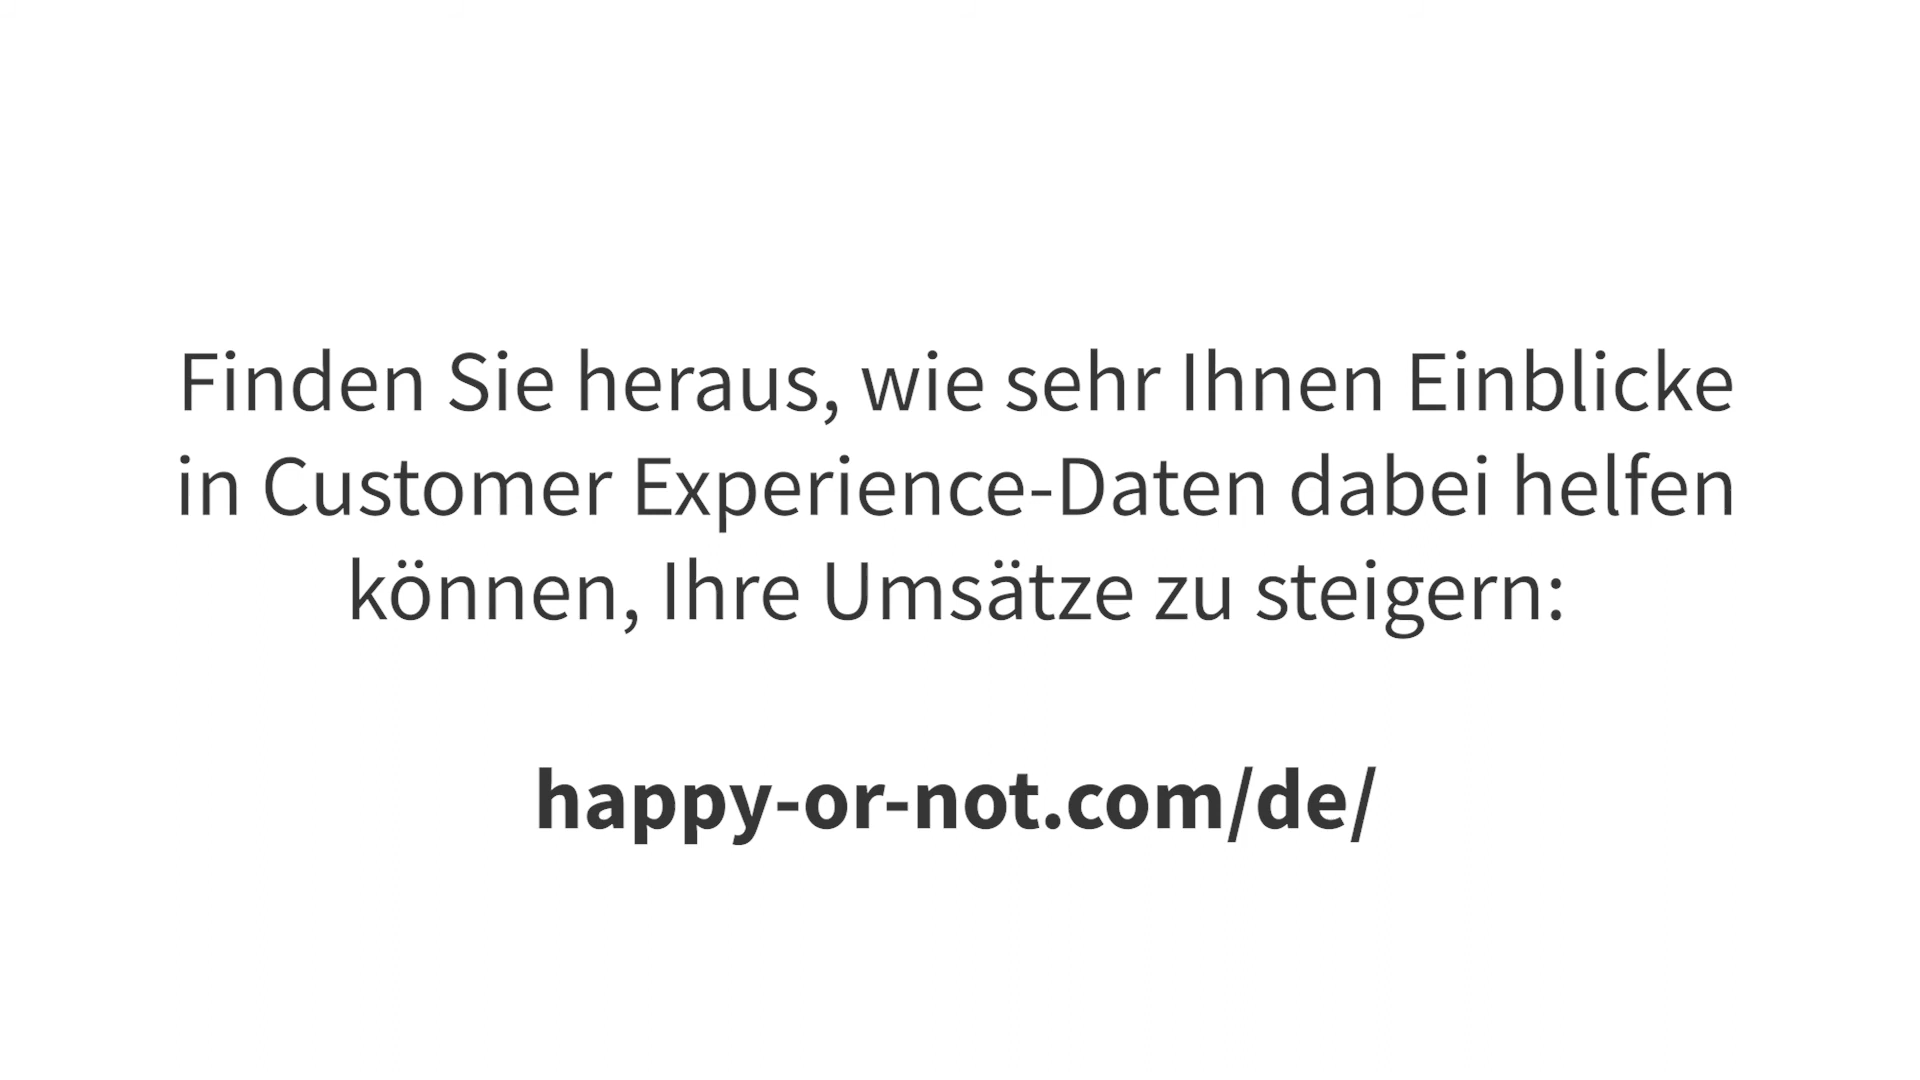 Finden Sie heraus, wie sehr Ihnen Einblicke
in Customer Experience-Daten dabei helfen
können, Ihre Umsätze zu steigern:
happy-or-not.com/de/